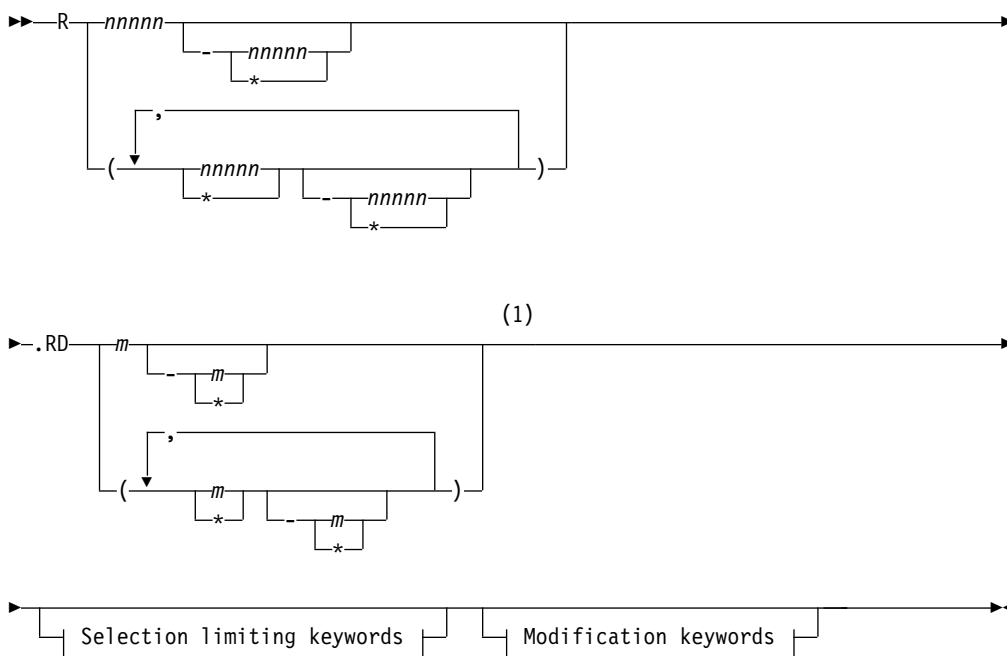 R nnnnn
- nnnnn
*
,
( nnnnn - nnnnn )
* *
(1)
.RD m
- m
*
,
( m - m )
* *
Selection limiting keywords Modification keywords